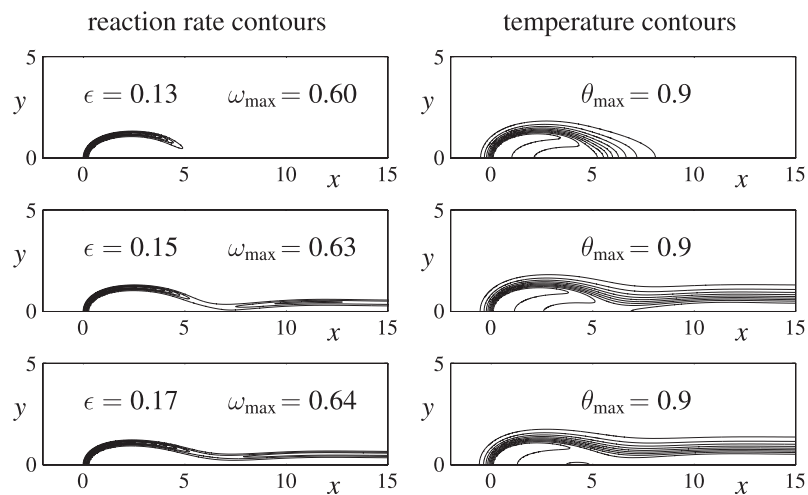 reaction rate contours temperature contours
5 ϵ = 0.13 ω_max = 0.60 5 θ_max = 0.9
y y
0 0
0 5 10 x 15 0 5 10 x 15
5 ϵ = 0.15 ω_max = 0.63 5 θ_max = 0.9
y y
0 0
0 5 10 x 15 0 5 10 x 15
5 ϵ = 0.17 ω_max = 0.64 5 θ_max = 0.9
y y
0 0
0 5 10 x 15 0 5 10 x 15